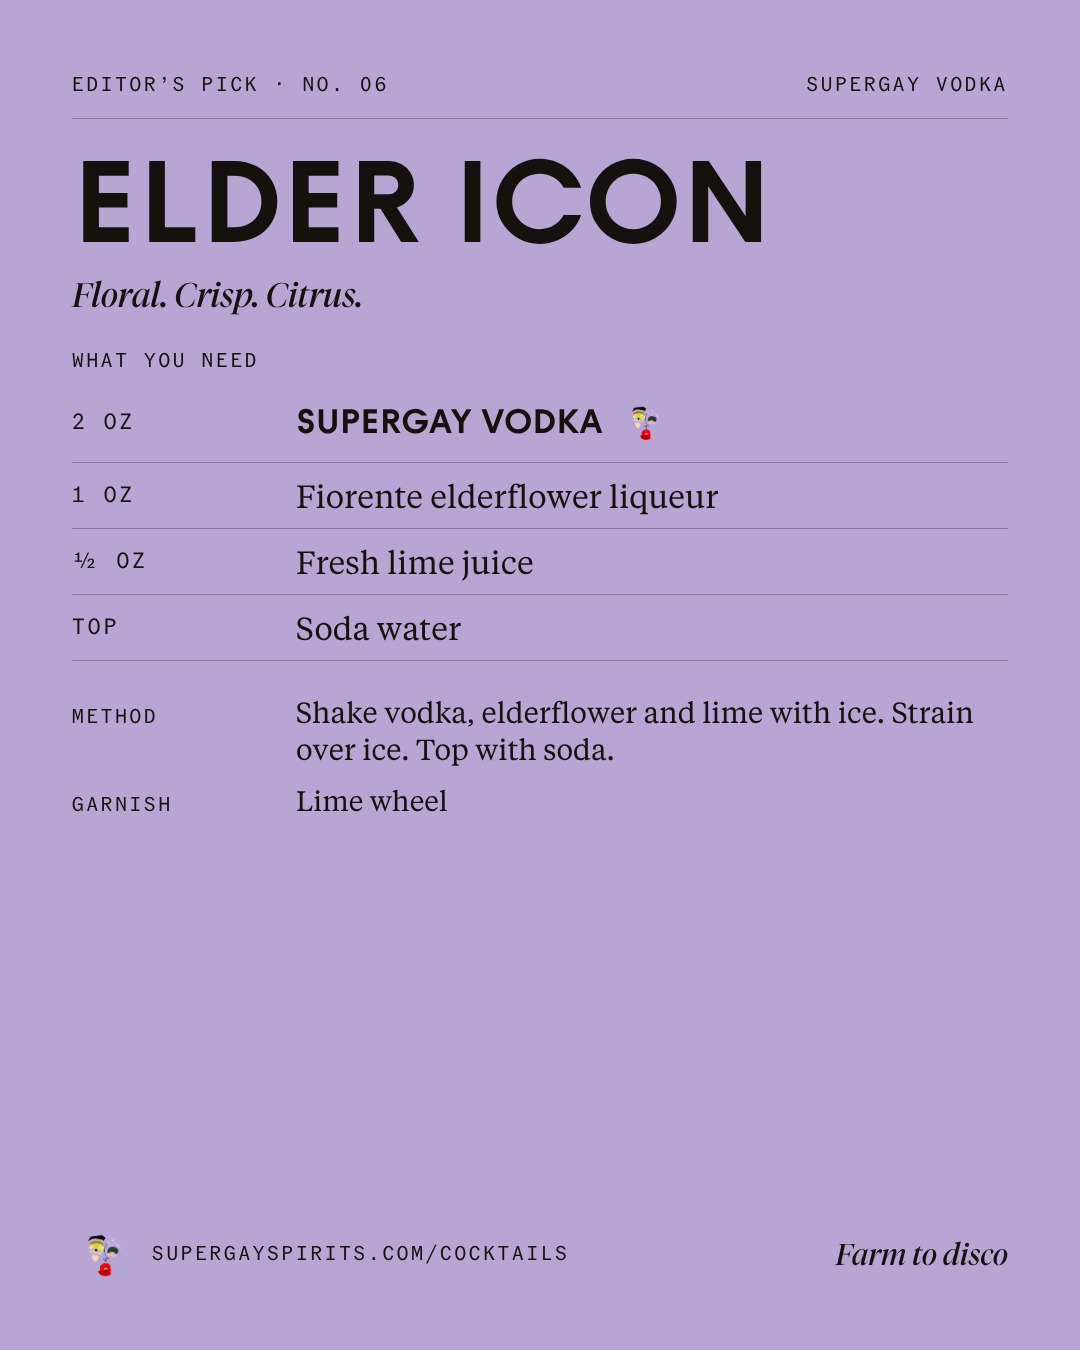 EDITOR’S PICK · NO. 06
SUPERGAY VODKA
ELDER ICON
Floral. Crisp. Citrus.
WHAT YOU NEED
2 OZ SUPERGAY VODKA
1 OZ Fiorente elderflower liqueur
½ OZ Fresh lime juice
TOP Soda water
METHOD Shake vodka, elderflower and lime with ice. Strain
over ice. Top with soda.
GARNISH Lime wheel
SUPERGAYSPIRITS.COM/COCKTAILS
Farm to disco